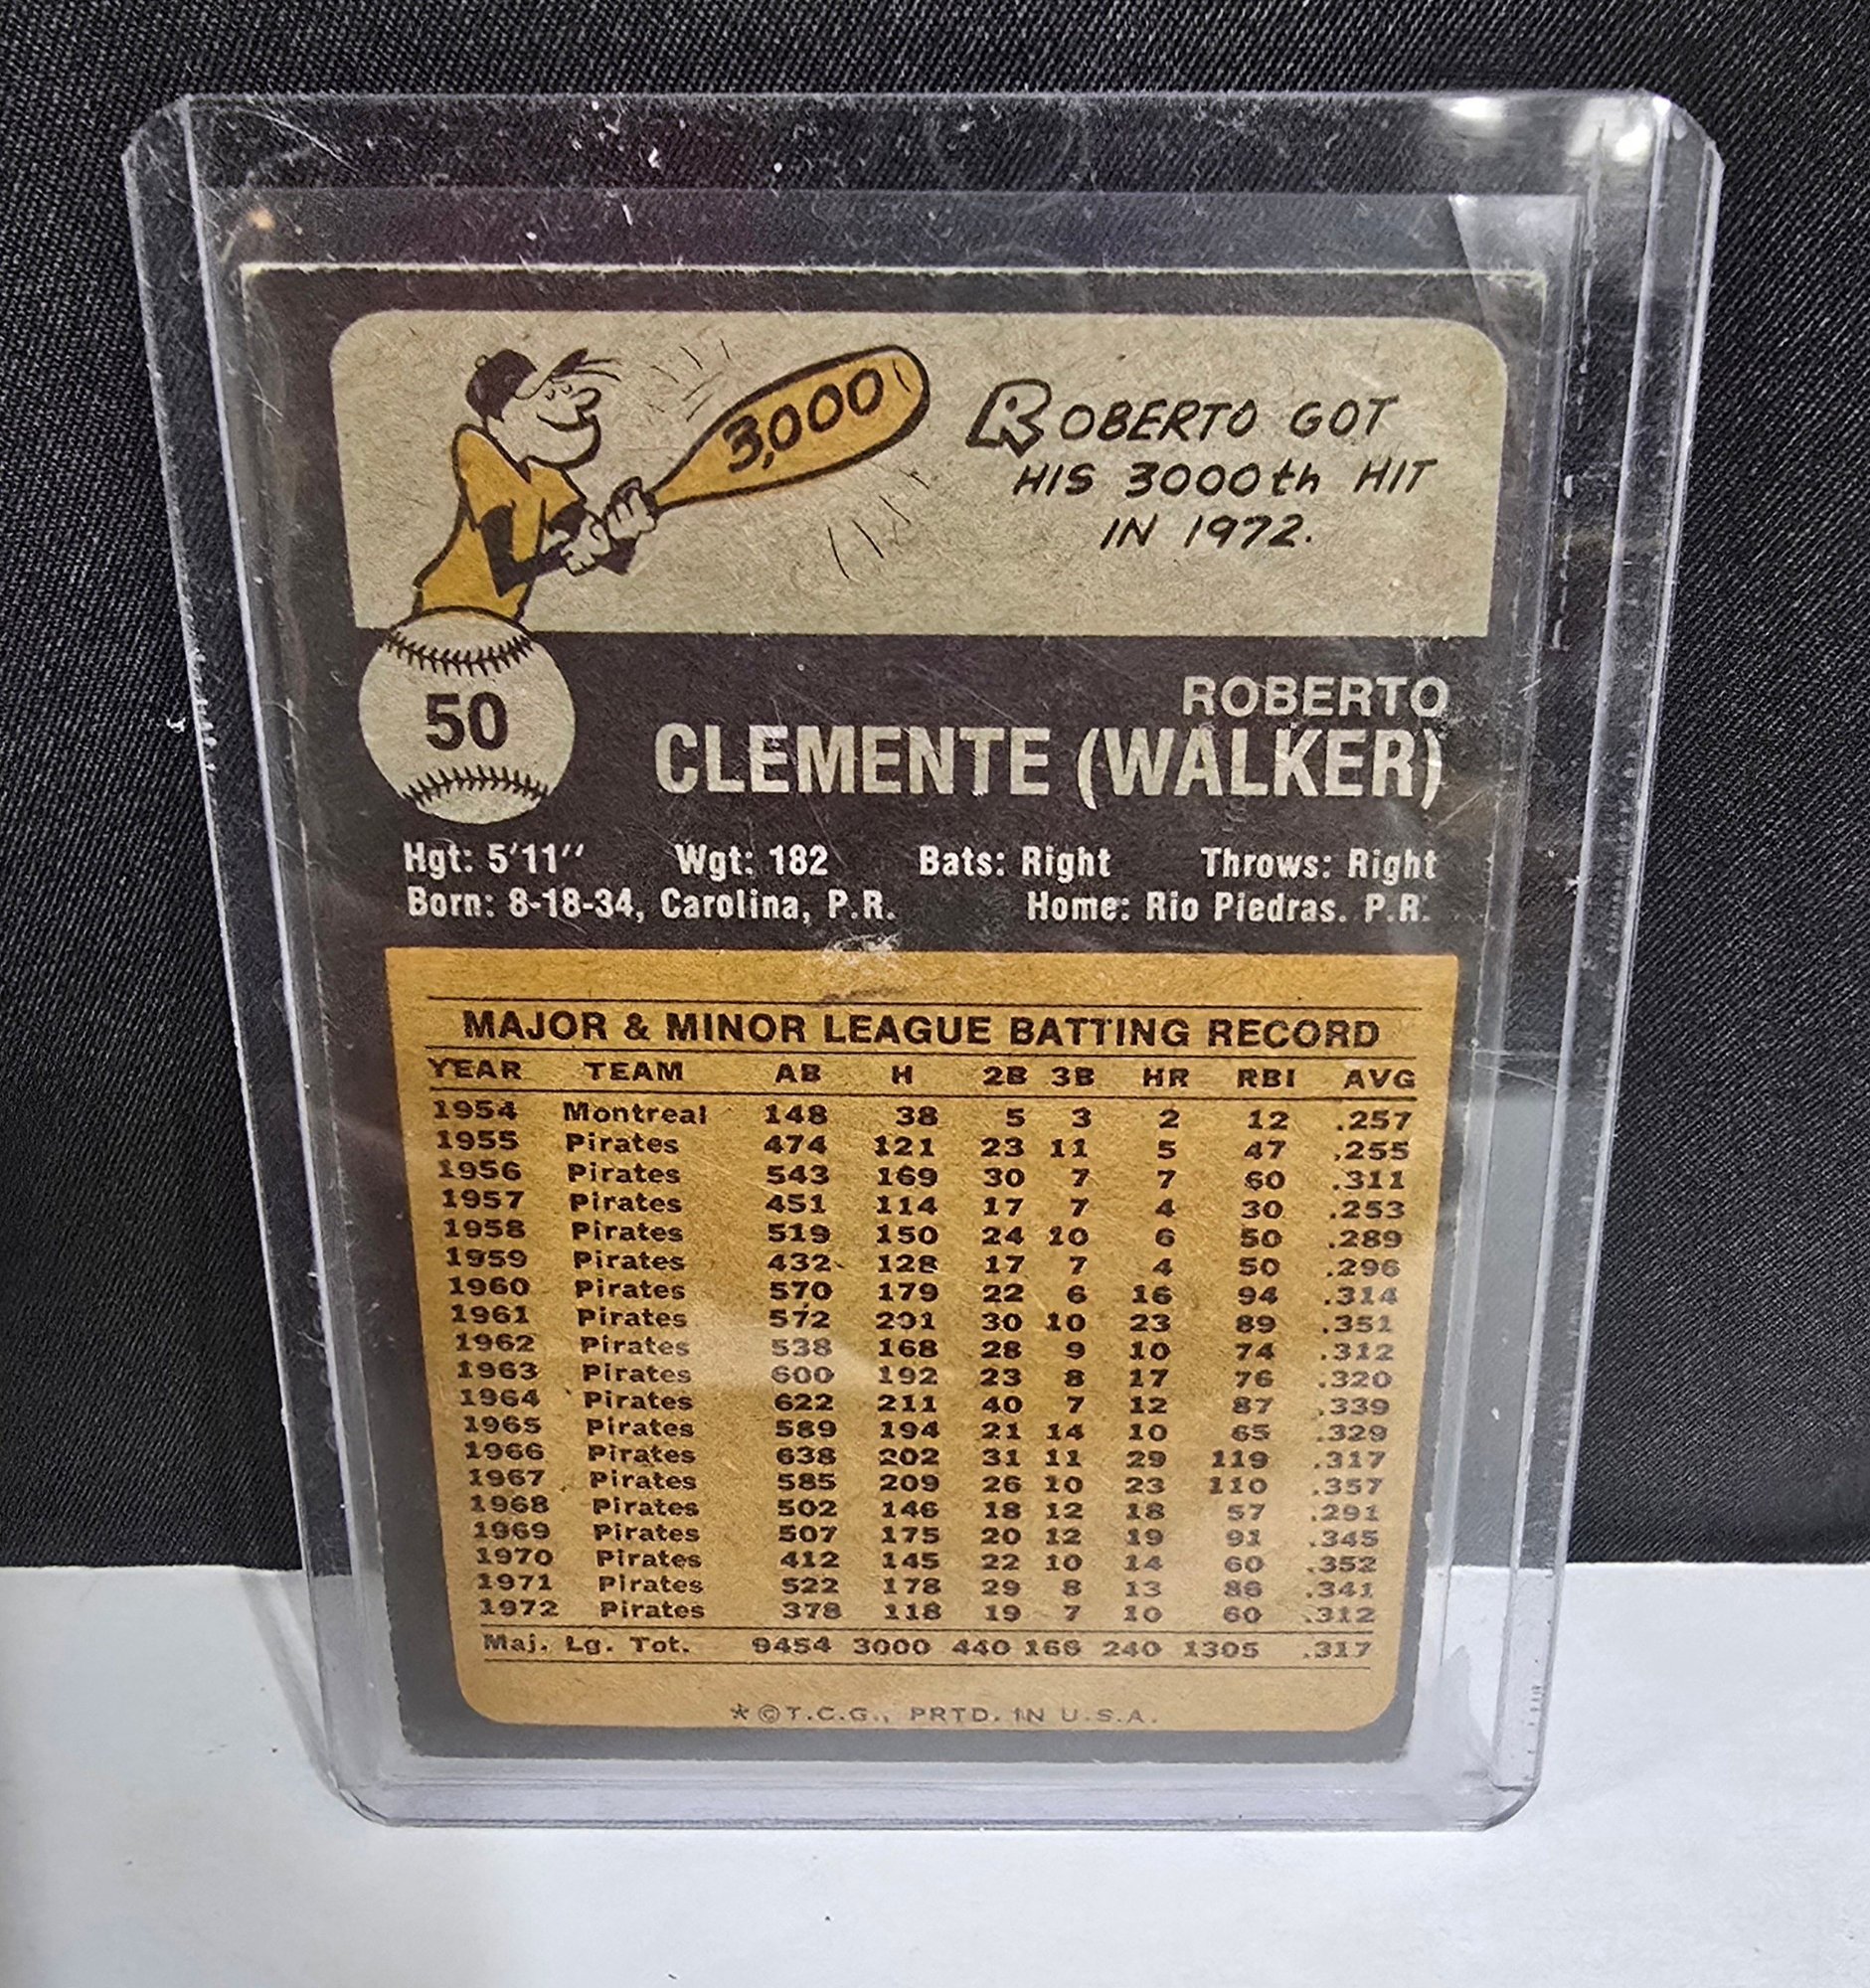 3,000
ROBERTO GOT
HIS 3000th HIT
IN 1972.
50
ROBERTO
CLEMENTE (WALKER)
Hgt: 5'11'' Wgt: 182 Bats: Right Throws: Right
Born: 8-18-34, Carolina, P.R. Home: Rio Piedras. P.R.
MAJOR & MINOR LEAGUE BATTING RECORD
YEAR TEAM AB H 2B 3B HR RBI AVG
1954 Montreal 148 38 5 3 2 12 .257
1955 Pirates 474 121 23 11 5 47 .255
1956 Pirates 543 169 30 7 7 60 .311
1957 Pirates 451 114 17 7 4 30 .253
1958 Pirates 519 150 24 10 6 50 .289
1959 Pirates 432 128 17 7 4 50 .296
1960 Pirates 570 179 22 6 16 94 .314
1961 Pirates 572 201 30 10 23 89 .351
1962 Pirates 538 168 28 9 10 74 .312
1963 Pirates 600 192 23 8 17 76 .320
1964 Pirates 622 211 40 7 12 87 .339
1965 Pirates 589 194 21 14 10 65 .329
1966 Pirates 638 202 31 11 29 119 .317
1967 Pirates 585 209 26 10 23 110 .357
1968 Pirates 502 146 18 12 18 57 .291
1969 Pirates 507 175 20 12 19 91 .345
1970 Pirates 412 145 22 10 14 60 .352
1971 Pirates 522 178 29 8 13 86 .341
1972 Pirates 378 118 19 7 10 60 .312
Maj. Lg. Tot. 9454 3000 440 166 240 1305 .317
*©T.C.G., PRTD. IN U.S.A.